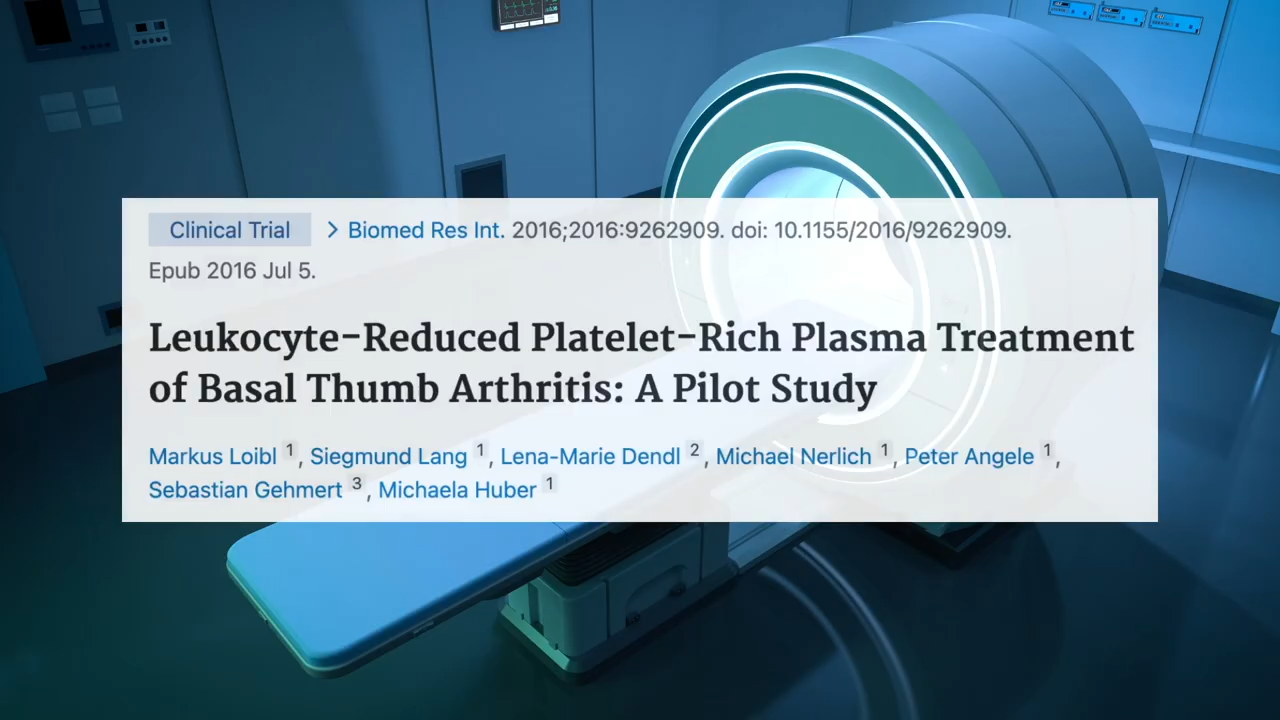 Clinical Trial > Biomed Res Int. 2016;2016:9262909. doi: 10.1155/2016/9262909.
Epub 2016 Jul 5.
Leukocyte-Reduced Platelet-Rich Plasma Treatment
of Basal Thumb Arthritis: A Pilot Study
Markus Loibl 1, Siegmund Lang 1, Lena-Marie Dendl 2, Michael Nerlich 1, Peter Angele 1,
Sebastian Gehmert 3, Michaela Huber 1